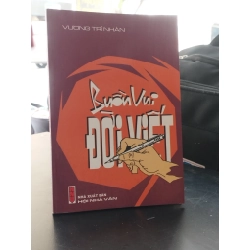 VƯƠNG TRÍ NHÀN
Buồn Vui
ĐỜI VIẾT
NHÀ XUẤT BẢN
HỘI NHÀ VĂN